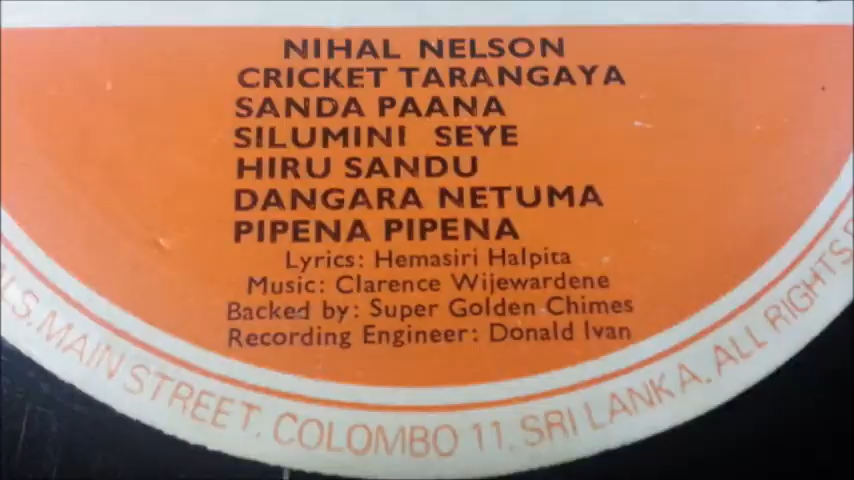 NIHAL NELSON
CRICKET TARANGAYA
SANDA PAANA
SILUMINI SEYE
HIRU SANDU
DANGARA NETUMA
PIPENA PIPENA
Lyrics: Hemasiri Halpita
Music: Clarence Wijewardene
Backed by: Super Golden Chimes
Recording Engineer: Donald Ivan
MAIN STREET. COLOMBO 11. SRI LANKA. ALL RIGHTS